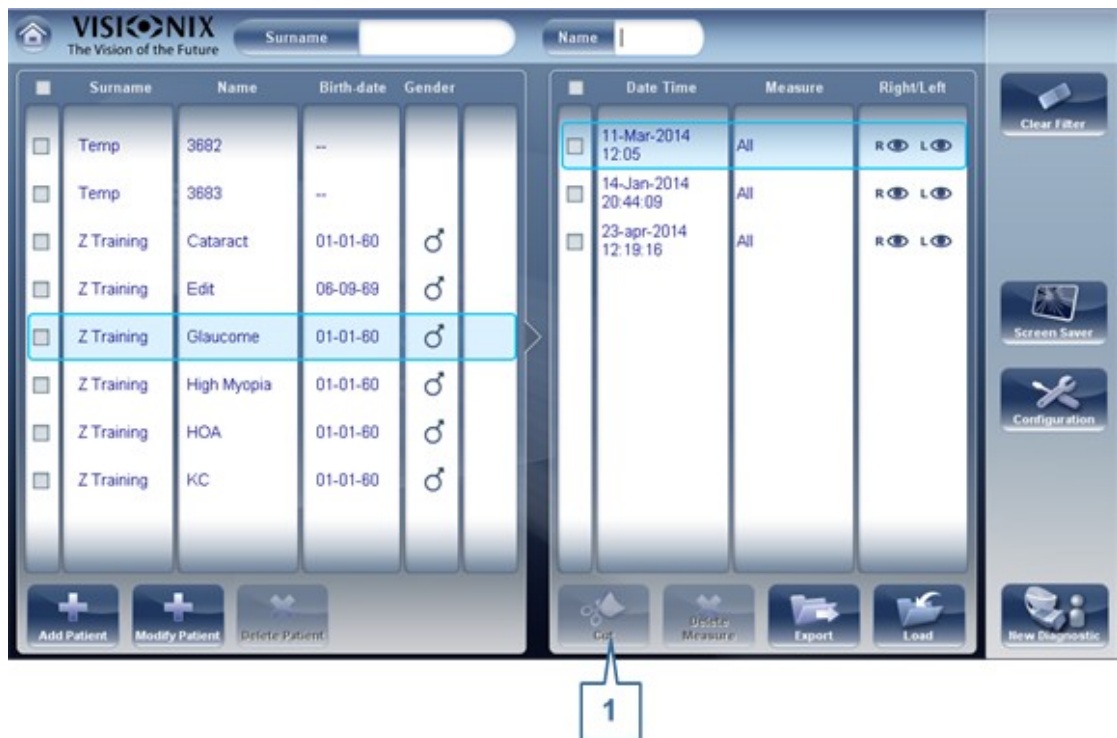 VISIONIX
The Vision of the Future
Surname
Name
Surname Name Birth-date Gender
Temp 3682 --
Temp 3683 --
Z Training Cataract 01-01-60
Z Training Edit 06-09-69
Z Training Glaucome 01-01-60
Z Training High Myopia 01-01-60
Z Training HOA 01-01-60
Z Training KC 01-01-60
Add Patient
Modify Patient
Delete Patient
Date Time Measure Right/Left
11-Mar-2014
12:05 All R L
14-Jan-2014
20:44:09 All R L
23-apr-2014
12:19:16 All R L
Cut
Delete
Measure
Export
Load
Clear Filter
Screen Saver
Configuration
New Diagnostic
1